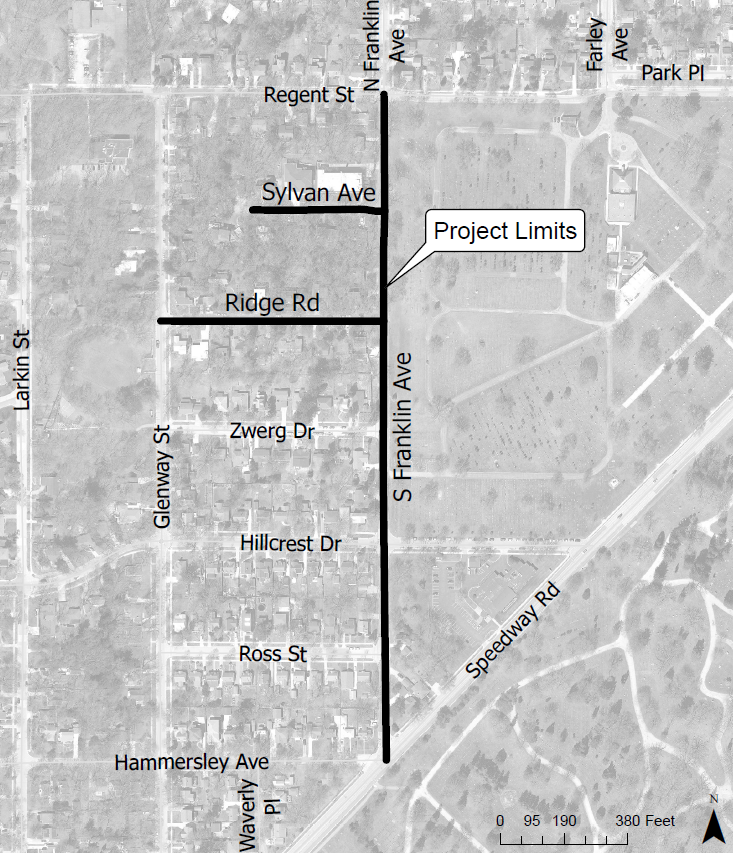 N Franklin
Ave
Farley
Ave
Park Pl
Regent St
Sylvan Ave
Project Limits
Ridge Rd
Larkin St
S Franklin Ave
Glenway St
Zwerg Dr
Hillcrest Dr
Speedway Rd
Ross St
Hammersley Ave
Waverly
Pl
N
0 95 190 380 Feet